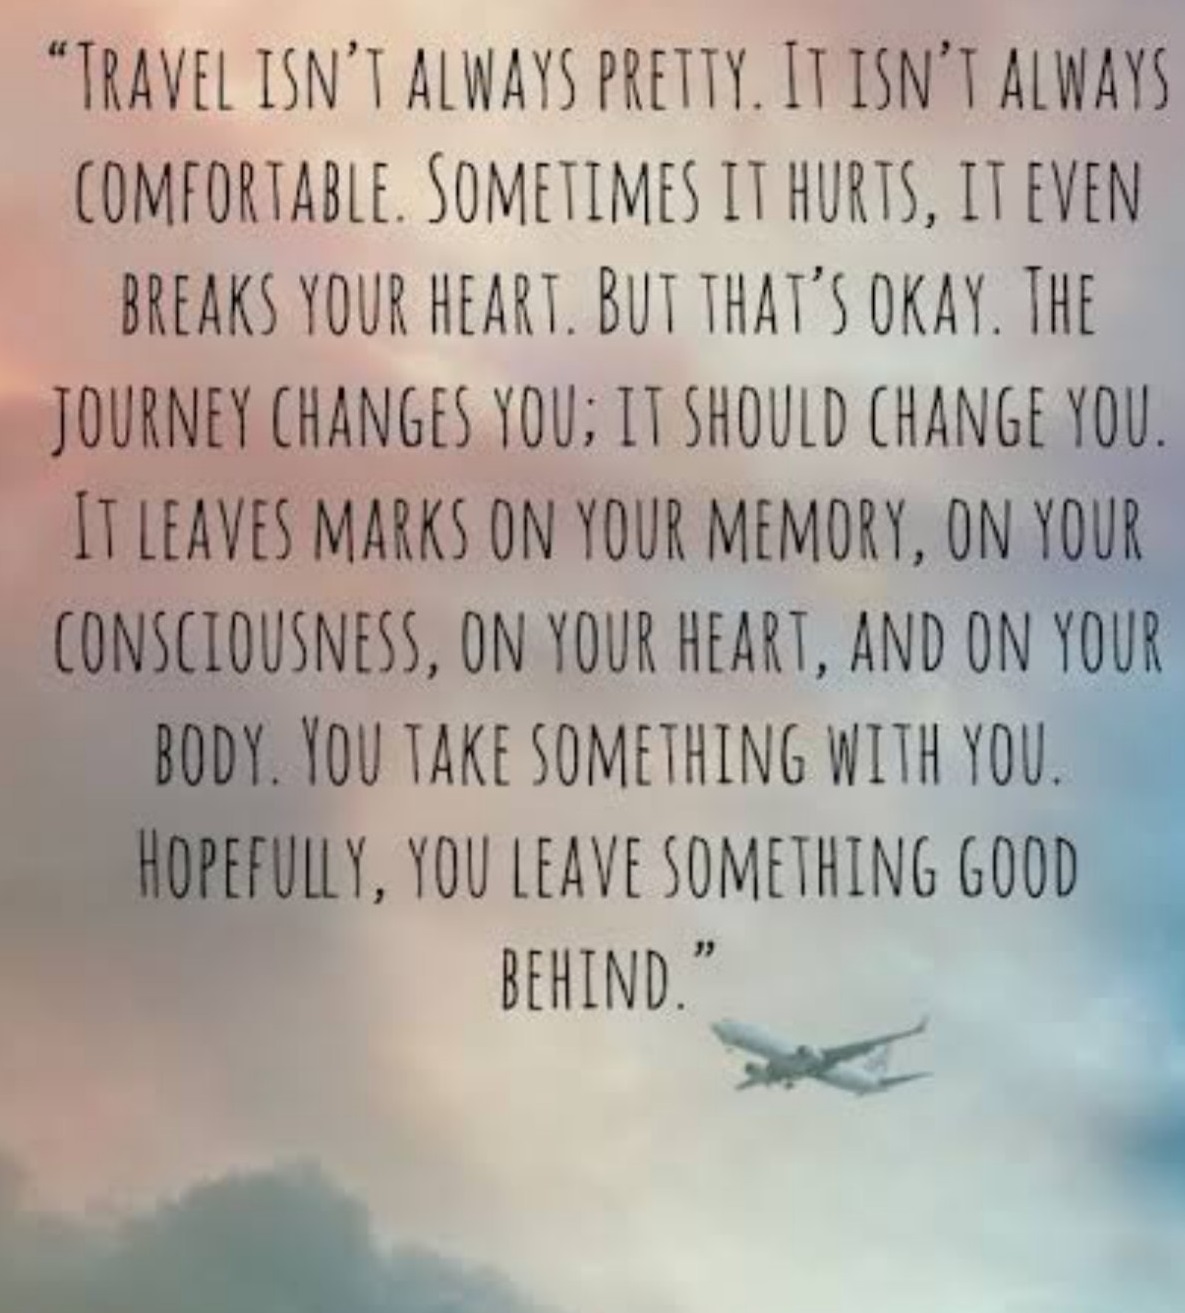 “Travel isn’t always pretty. It isn’t always
comfortable. Sometimes it hurts, it even
breaks your heart. But that’s okay. The
journey changes you; it should change you.
It leaves marks on your memory, on your
consciousness, on your heart, and on your
body. You take something with you.
Hopefully, you leave something good
behind.”